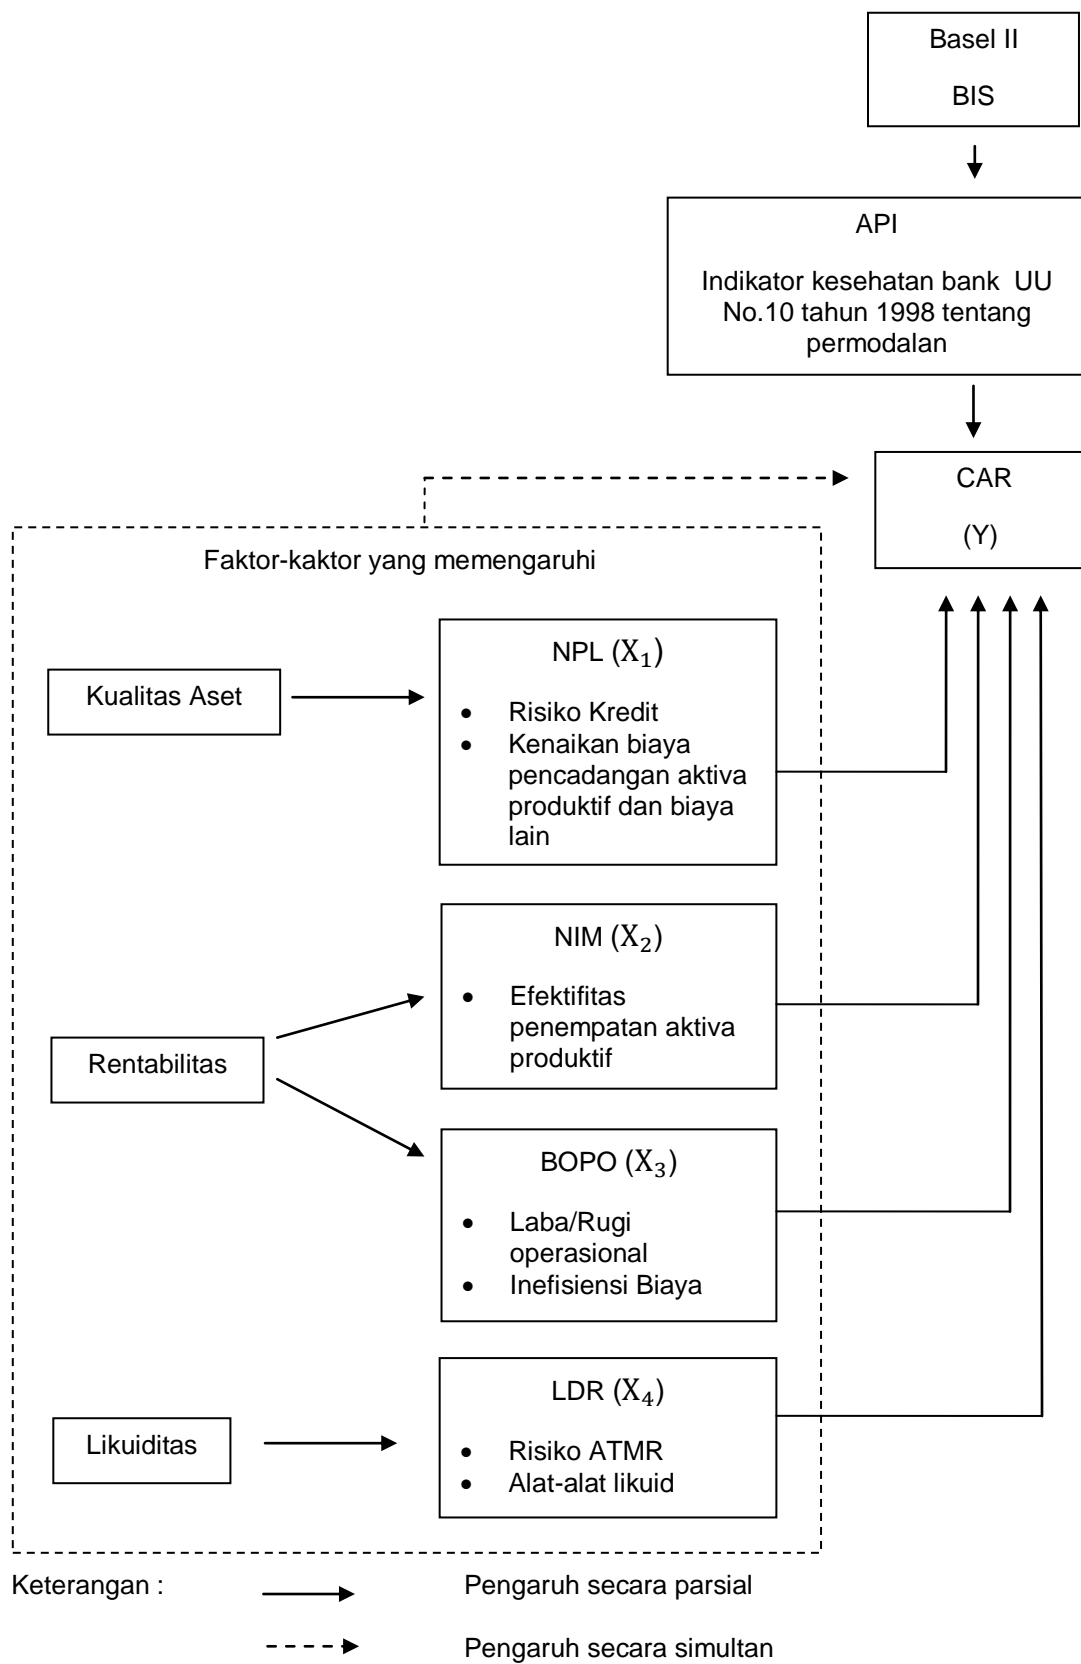 Basel II
BIS
API
Indikator kesehatan bank UU
No.10 tahun 1998 tentang
permodalan
CAR
(Y)
Faktor-kaktor yang memengaruhi
Kualitas Aset
NPL (X₁)
• Risiko Kredit
• Kenaikan biaya
pencadangan aktiva
produktif dan biaya
lain
NIM (X₂)
• Efektifitas
penempatan aktiva
produktif
Rentabilitas
BOPO (X₃)
• Laba/Rugi
operasional
• Inefisiensi Biaya
LDR (X₄)
Likuiditas
• Risiko ATMR
• Alat-alat likuid
Keterangan : Pengaruh secara parsial
Pengaruh secara simultan